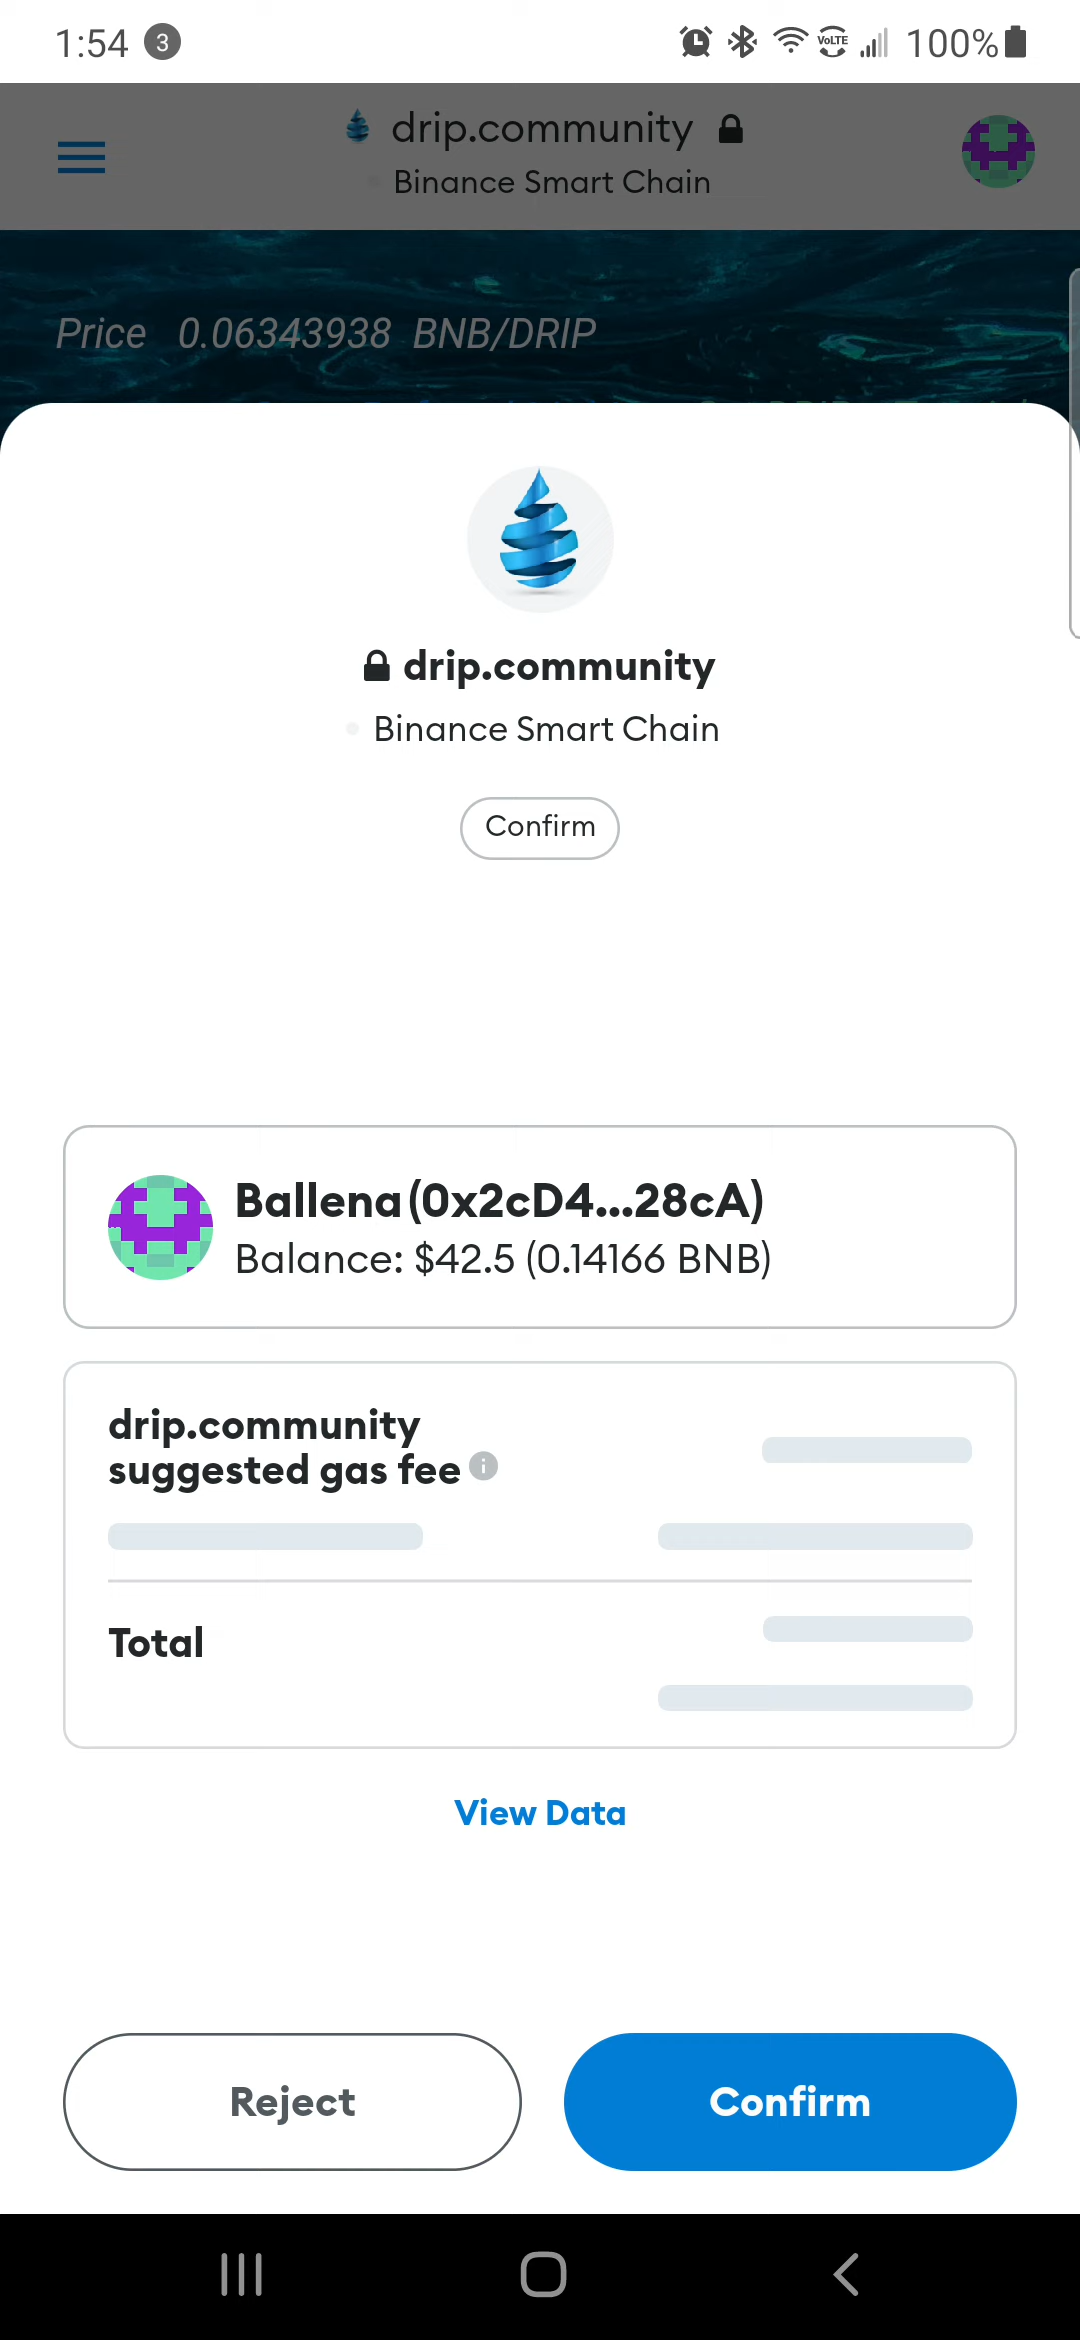 1:54 3 VoLTE 100%
drip.community
Binance Smart Chain
Price 0.06343938 BNB/DRIP
drip.community
Binance Smart Chain
Confirm
Ballena (0x2cD4...28cA)
Balance: $42.5 (0.14166 BNB)
drip.community
suggested gas fee
Total
View Data
Reject Confirm